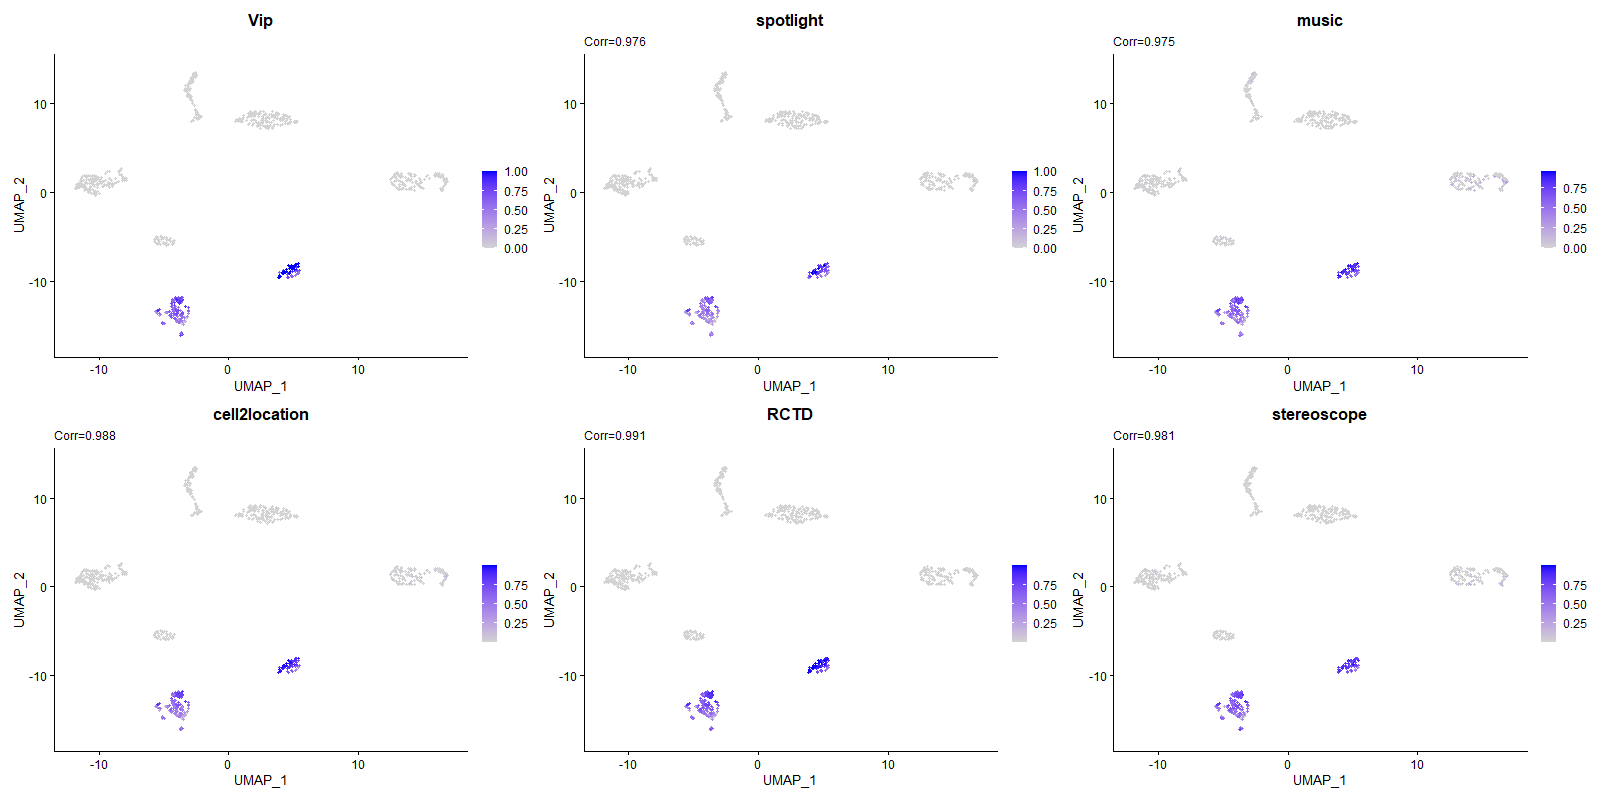 Vip
UMAP_2
10
0
-10
-10
0
10
UMAP_1
1.00
0.75
0.50
0.25
0.00
spotlight
Corr=0.976
UMAP_2
10
0
-10
-10
0
10
UMAP_1
1.00
0.75
0.50
0.25
0.00
music
Corr=0.975
UMAP_2
10
0
-10
-10
0
10
UMAP_1
0.75
0.50
0.25
0.00
cell2location
Corr=0.988
UMAP_2
10
0
-10
-10
0
10
UMAP_1
0.75
0.50
0.25
RCTD
Corr=0.991
UMAP_2
10
0
-10
-10
0
10
UMAP_1
0.75
0.50
0.25
stereoscope
Corr=0.981
UMAP_2
10
0
-10
-10
0
10
UMAP_1
0.75
0.50
0.25